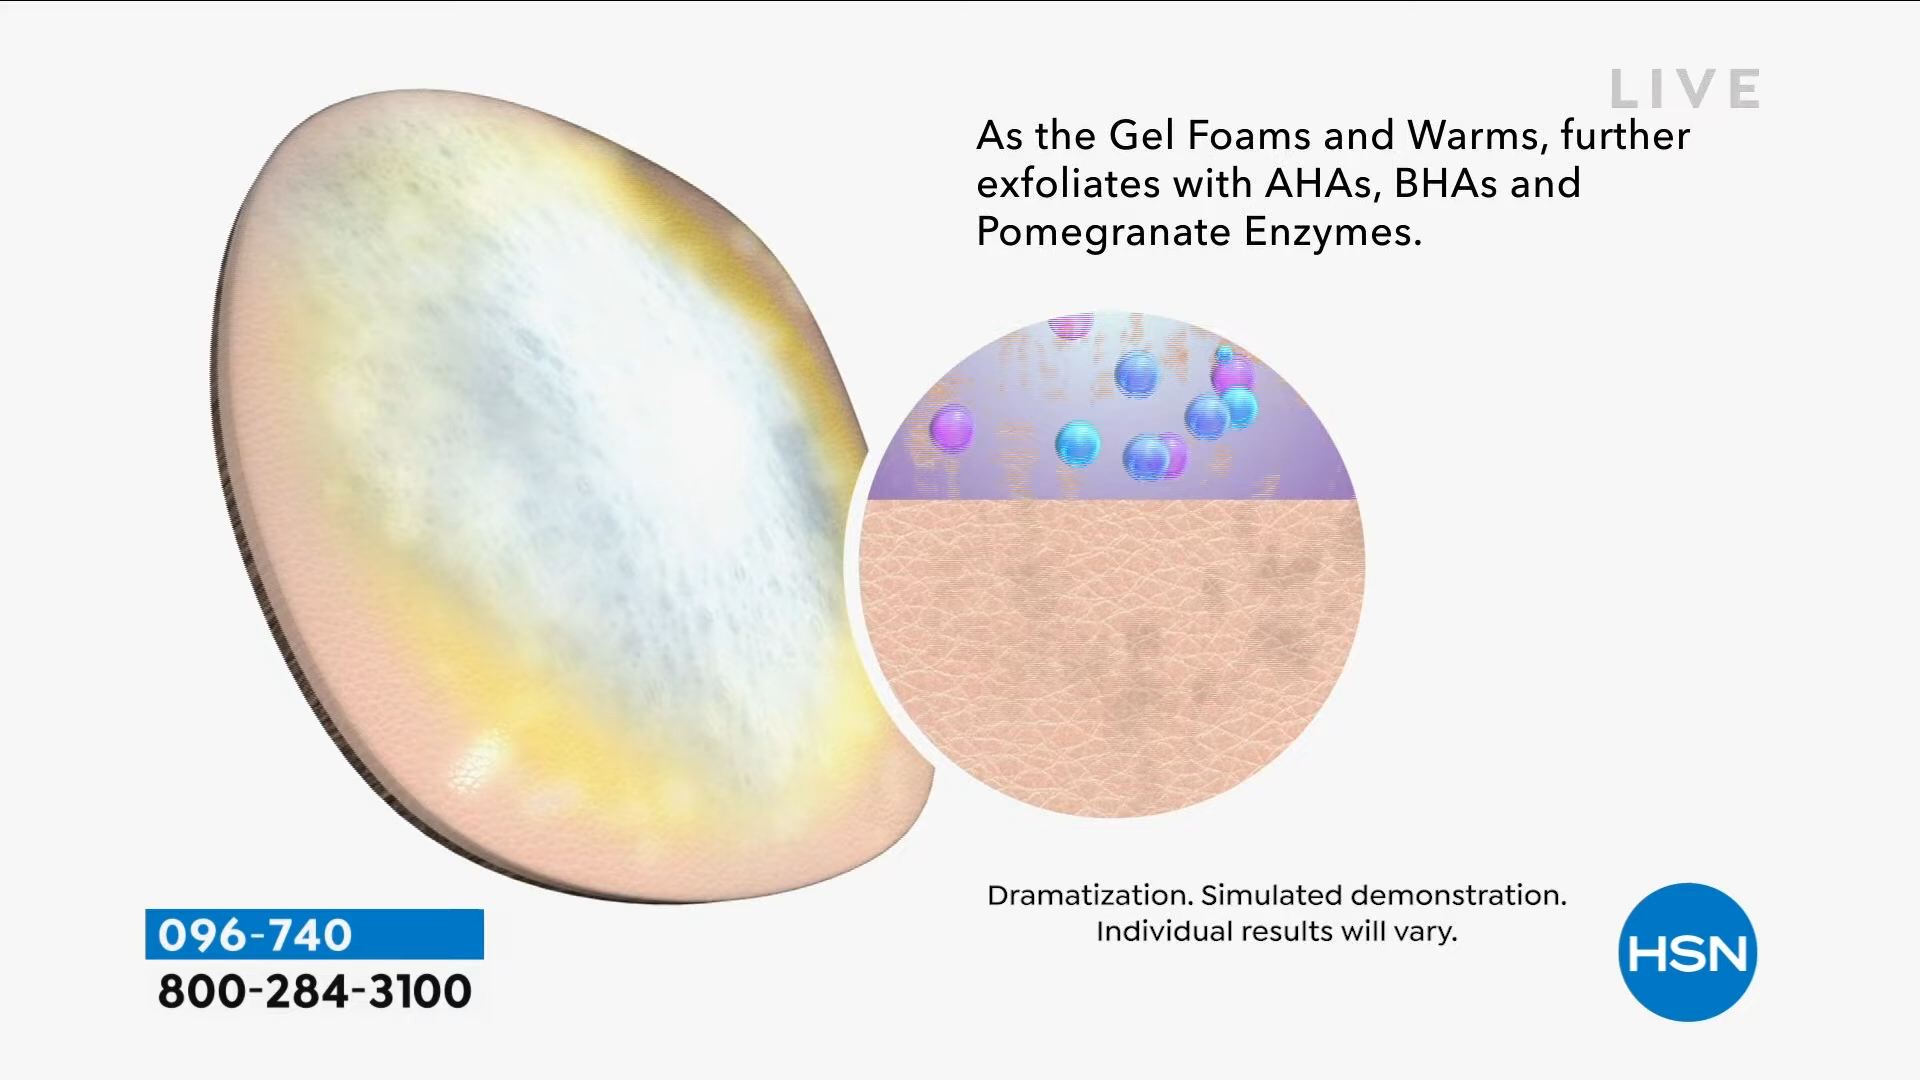 LIVE
As the Gel Foams and Warms, further
exfoliates with AHAs, BHAs and
Pomegranate Enzymes.
Dramatization. Simulated demonstration.
Individual results will vary.
096-740
800-284-3100
HSN